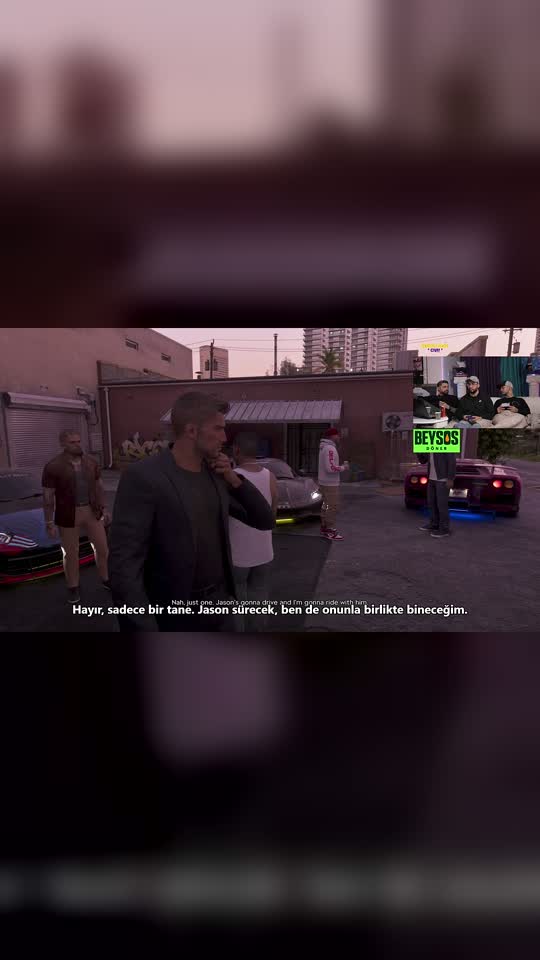 BEYSOS
DÖNER
Nah, just one. Jason's gonna drive and I'm gonna ride with him.
Hayır, sadece bir tane. Jason sürecek, ben de onunla birlikte bineceğim.